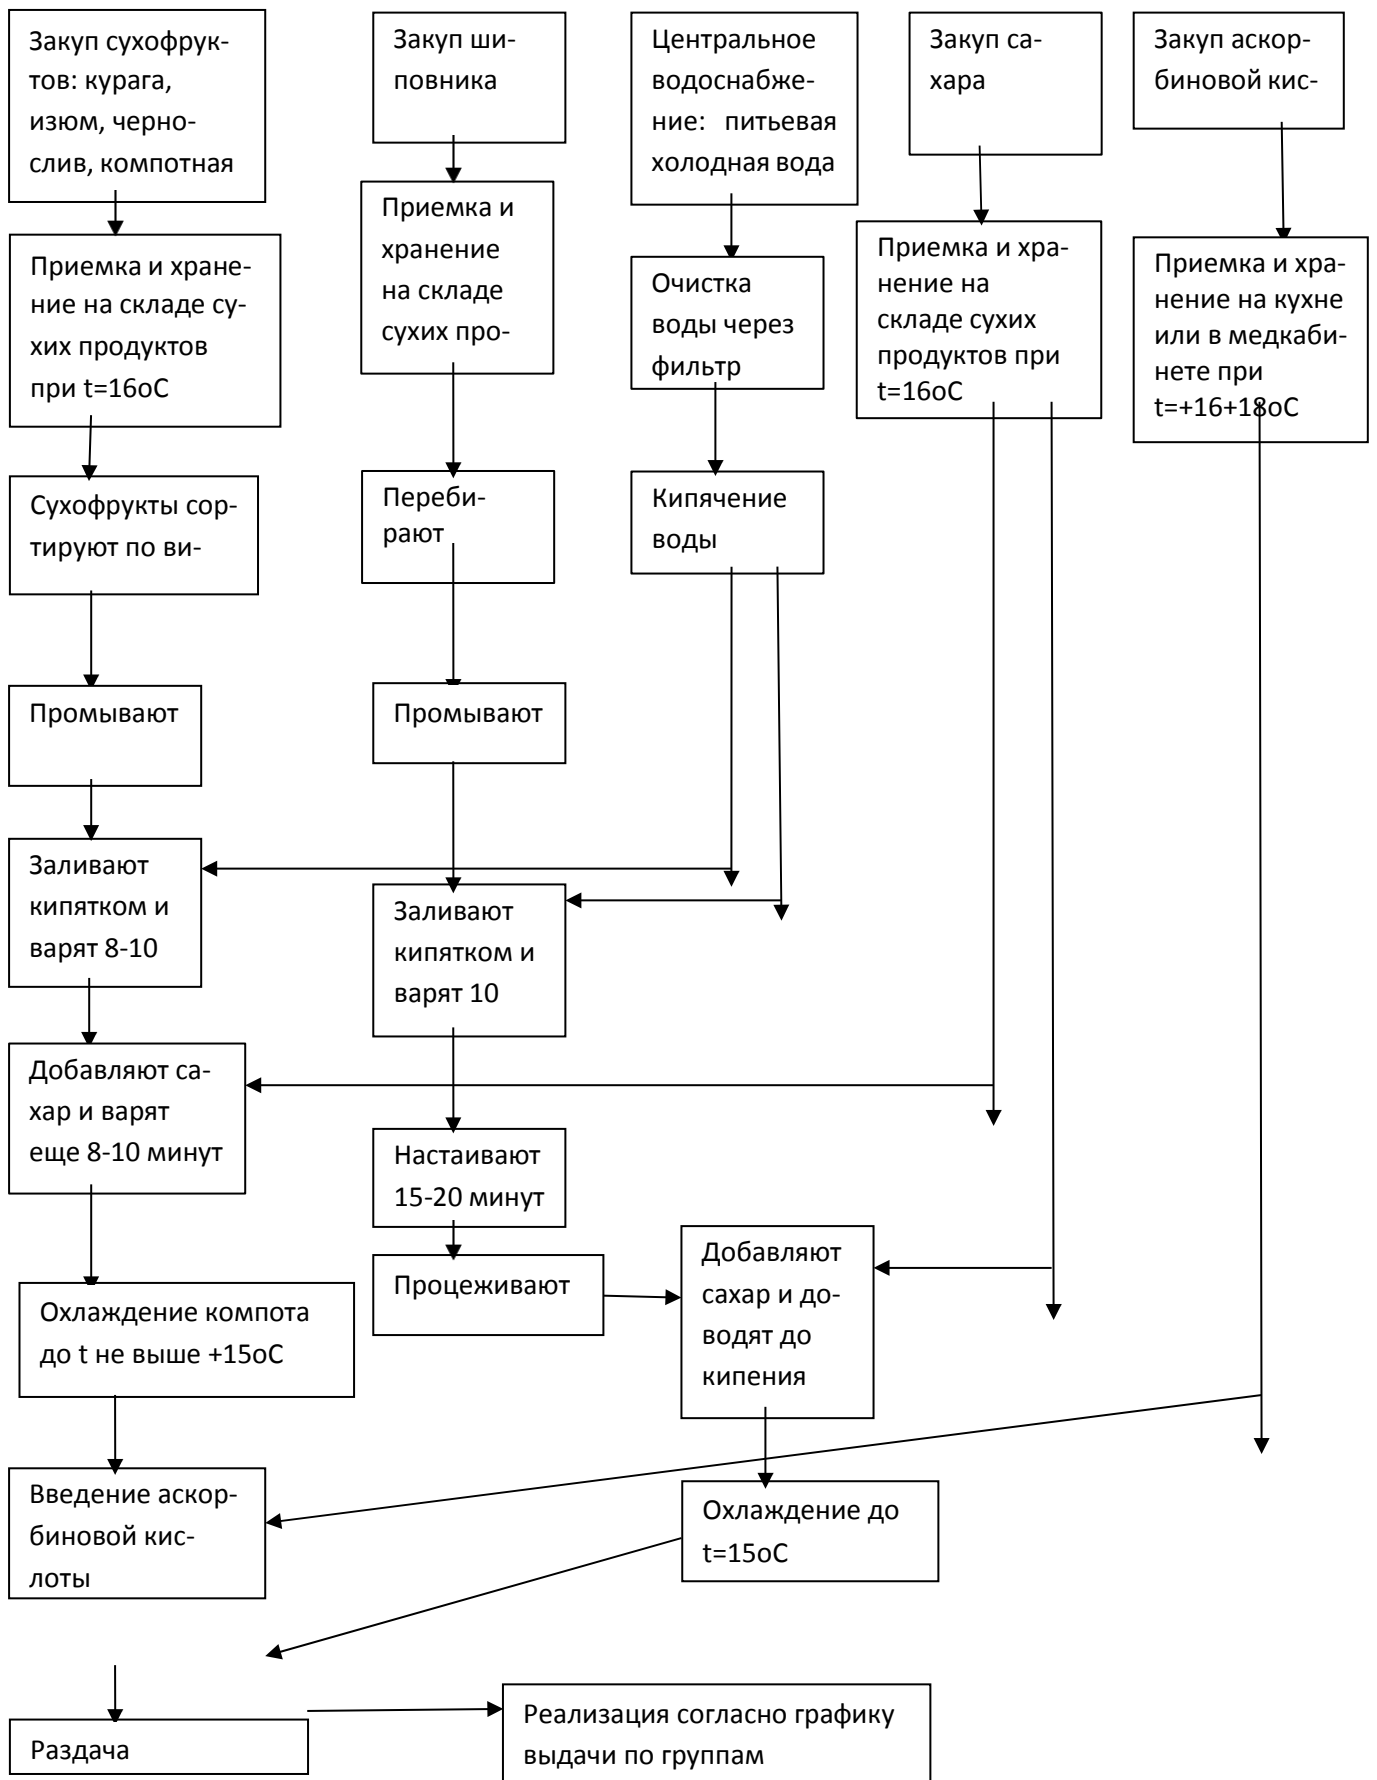 Закуп сухофрук-
тов: курага,
изюм, черно-
слив, компотная
Закуп ши-
повника
Центральное
водоснабже-
ние: питьевая
холодная вода
Закуп са-
хара
Закуп аскор-
биновой кис-
Приемка и хране-
ние на складе су-
хих продуктов
при t=16оС
Приемка и
хранение
на складе
сухих про-
Очистка
воды через
фильтр
Приемка и хра-
нение на
складе сухих
продуктов при
t=16оС
Приемка и хра-
нение на кухне
или в медкаби-
нете при
t=+16+18оС
Сухофрукты сор-
тируют по ви-
Переби-
рают
Кипячение
воды
Промывают
Промывают
Заливают
кипятком и
варят 8-10
Заливают
кипятком и
варят 10
Добавляют са-
хар и варят
еще 8-10 минут
Настаивают
15-20 минут
Процеживают
Добавляют
сахар и до-
водят до
кипения
Охлаждение компота
до t не выше +15оС
Введение аскор-
биновой кис-
лоты
Охлаждение до
t=15оС
Раздача
Реализация согласно графику
выдачи по группам